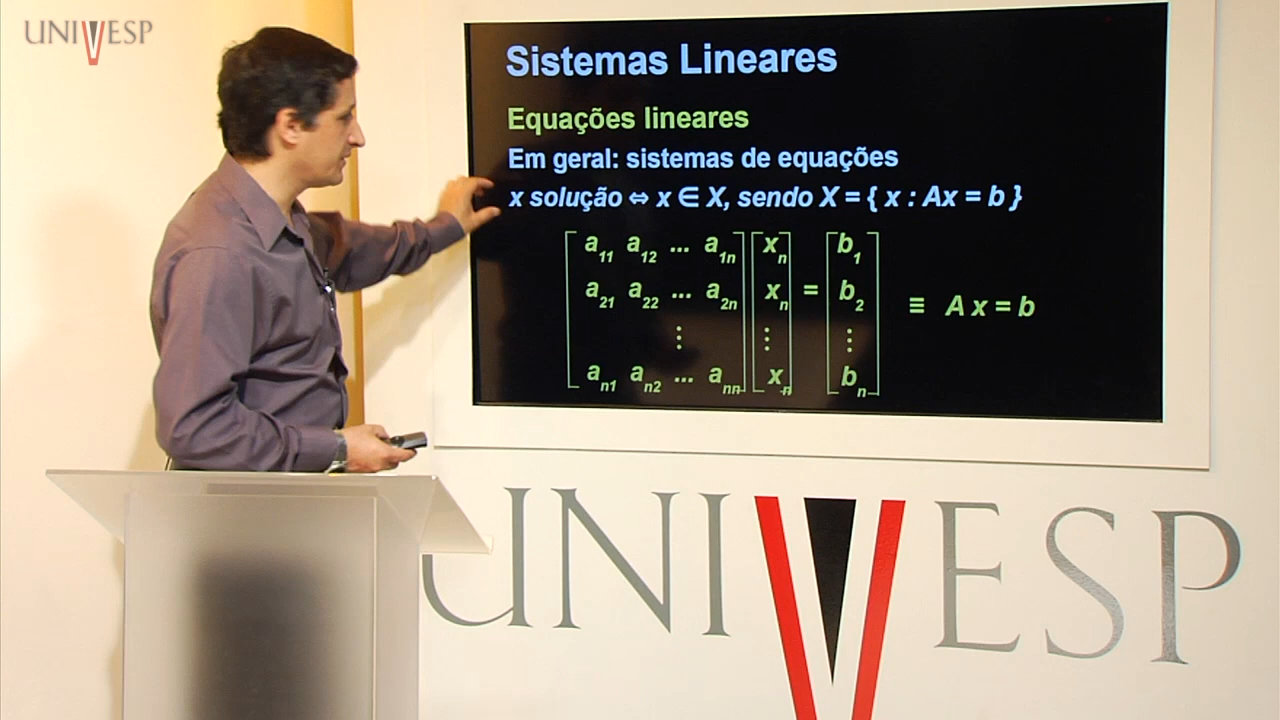 UNIVESP
Sistemas Lineares
Equações lineares
Em geral: sistemas de equações
x solução ⇔ x ∈ X, sendo X = { x : Ax = b }
a11 a12 ... a1n xn b1
a21 a22 ... a2n xn = b2 ≡ A x = b
⋮ ⋮ ⋮
an1 an2 ... ann xn bn
UNIVESP